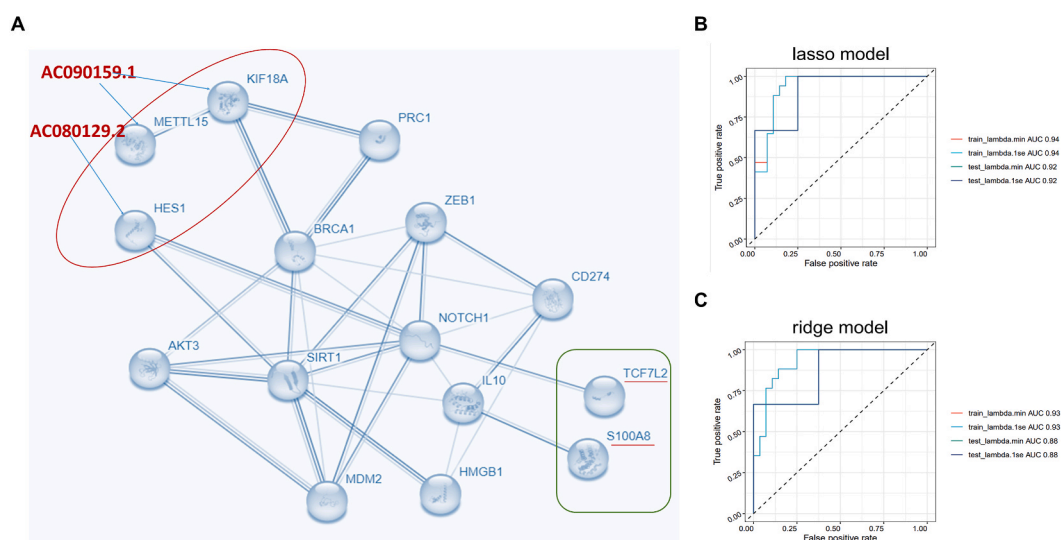 A
AC090159.1
KIF18A
METTL15
AC080129.2
PRC1
HES1
BRCA1
ZEB1
CD274
NOTCH1
AKT3
SIRT1
IL10
TCF7L2
S100A8
MDM2
HMGB1
B
lasso model
True positive rate
1.00
0.75
0.50
0.25
0.00
0.00 0.25 0.50 0.75 1.00
False positive rate
train_lambda.min AUC 0.94
train_lambda.1se AUC 0.94
test_lambda.min AUC 0.92
test_lambda.1se AUC 0.92
C
ridge model
True positive rate
1.00
0.75
0.50
0.25
0.00
0.00 0.25 0.50 0.75 1.00
False positive rate
train_lambda.min AUC 0.93
train_lambda.1se AUC 0.93
test_lambda.min AUC 0.88
test_lambda.1se AUC 0.88